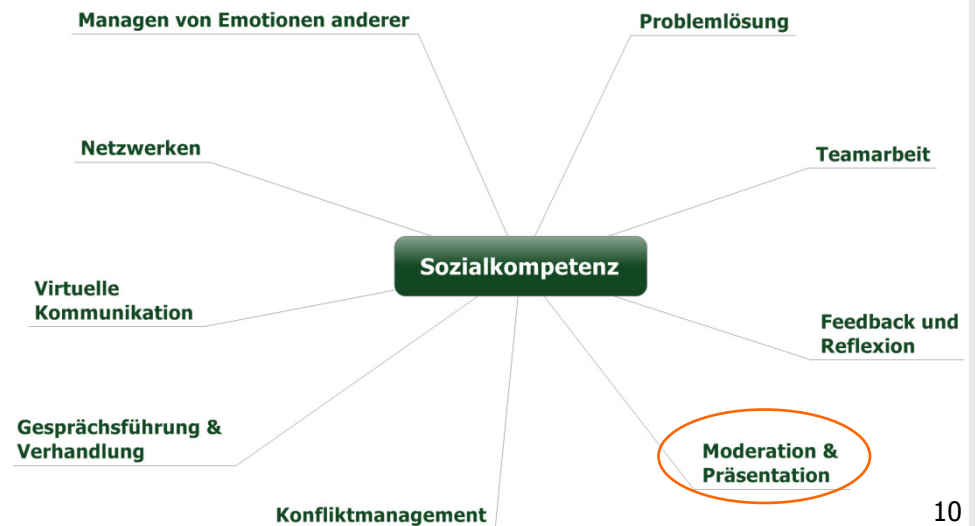 Managen von Emotionen anderer
Problemlösung
Netzwerken
Teamarbeit
Sozialkompetenz
Virtuelle
Kommunikation
Feedback und
Reflexion
Gesprächsführung &
Verhandlung
Moderation &
Präsentation
Konfliktmanagement
10